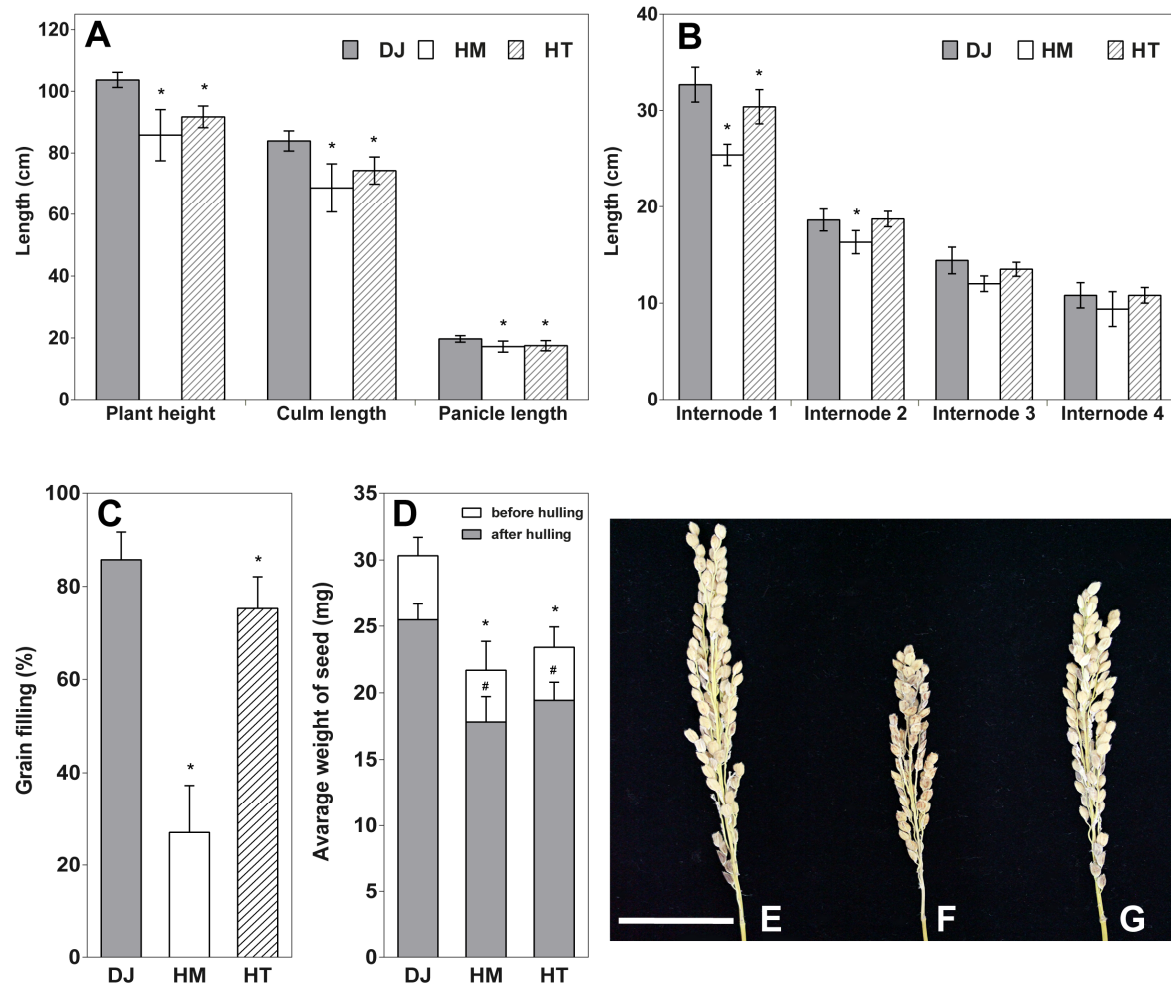 A
DJ HM HT
120
100
80
60
40
20
0
Length (cm)
* *
* *
* *
Plant height Culm length Panicle length
B
DJ HM HT
40
30
20
10
0
Length (cm)
* *
*
Internode 1 Internode 2 Internode 3 Internode 4
C
100
80
60
40
20
0
Grain filling (%)
* *
DJ HM HT
D
before hulling
after hulling
35
30
25
20
15
10
5
0
Avarage weight of seed (mg)
* *
# #
DJ HM HT
E F G